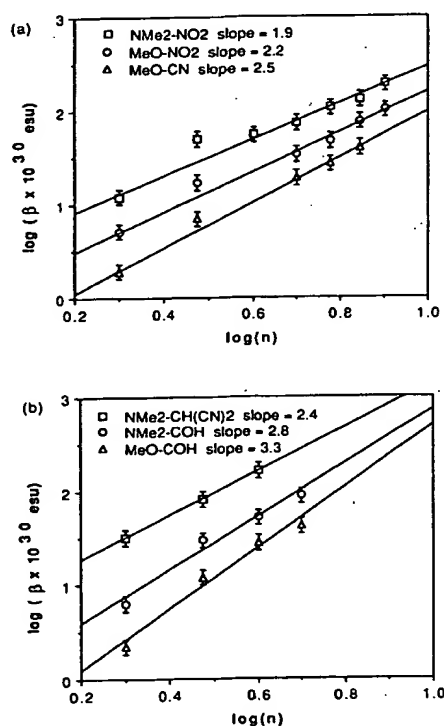 (a)
3
NMe2-NO2 slope = 1.9
MeO-NO2 slope = 2.2
MeO-CN slope = 2.5
2
1
0
log ( β x 10^30 esu)
0.2 0.4 0.6 0.8 1.0
log(n)
(b)
3
NMe2-CH(CN)2 slope = 2.4
NMe2-COH slope = 2.8
MeO-COH slope = 3.3
2
1
0
log ( β x 10^30 esu)
0.2 0.4 0.6 0.8 1.0
log(n)